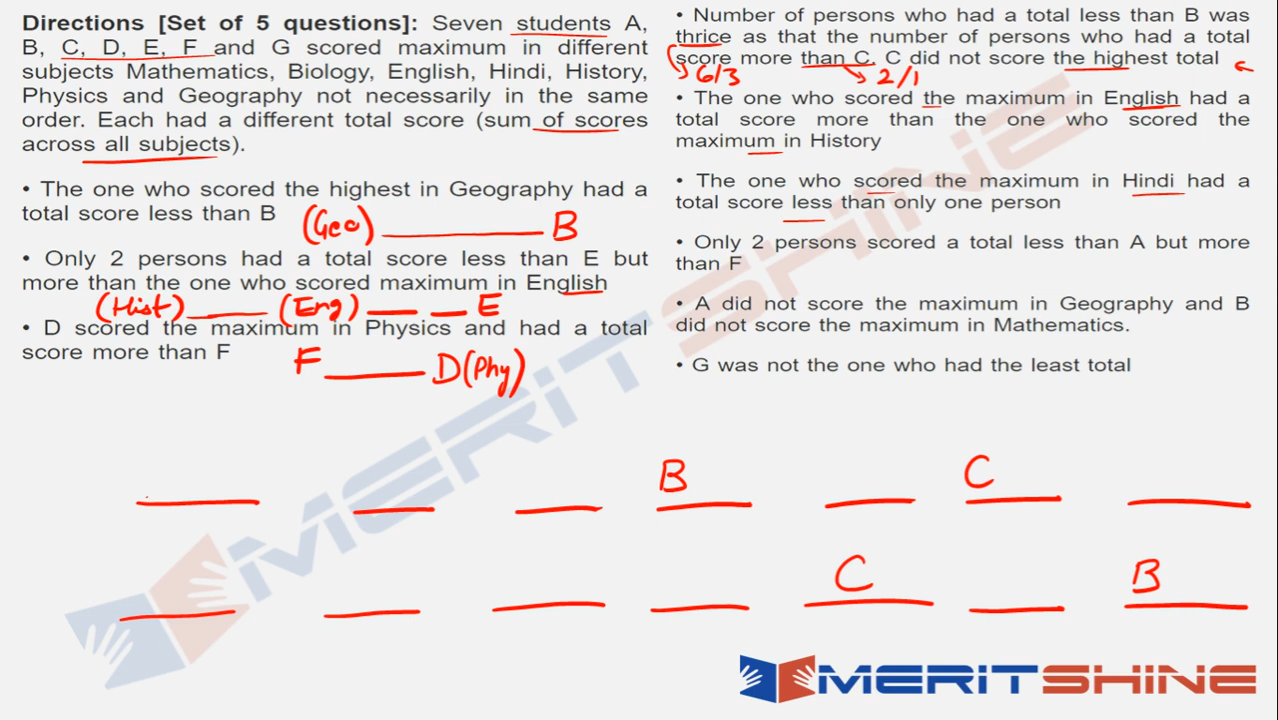 Directions [Set of 5 questions]: Seven students A,
B, C, D, E, F and G scored maximum in different
subjects Mathematics, Biology, English, Hindi, History,
Physics and Geography not necessarily in the same
order. Each had a different total score (sum of scores
across all subjects).
• The one who scored the highest in Geography had a
total score less than B
(Geo) B
• Only 2 persons had a total score less than E but
more than the one who scored maximum in English
(Hist) (Eng) E
• D scored the maximum in Physics and had a total
score more than F
F D(Phy)
• Number of persons who had a total less than B was
thrice as that the number of persons who had a total
score more than C. C did not score the highest total
6/3 2/1
• The one who scored the maximum in English had a
total score more than the one who scored the
maximum in History
• The one who scored the maximum in Hindi had a
total score less than only one person
• Only 2 persons scored a total less than A but more
than F
• A did not score the maximum in Geography and B
did not score the maximum in Mathematics.
• G was not the one who had the least total
B C
C B
MERITSHINE
MERITSHINE